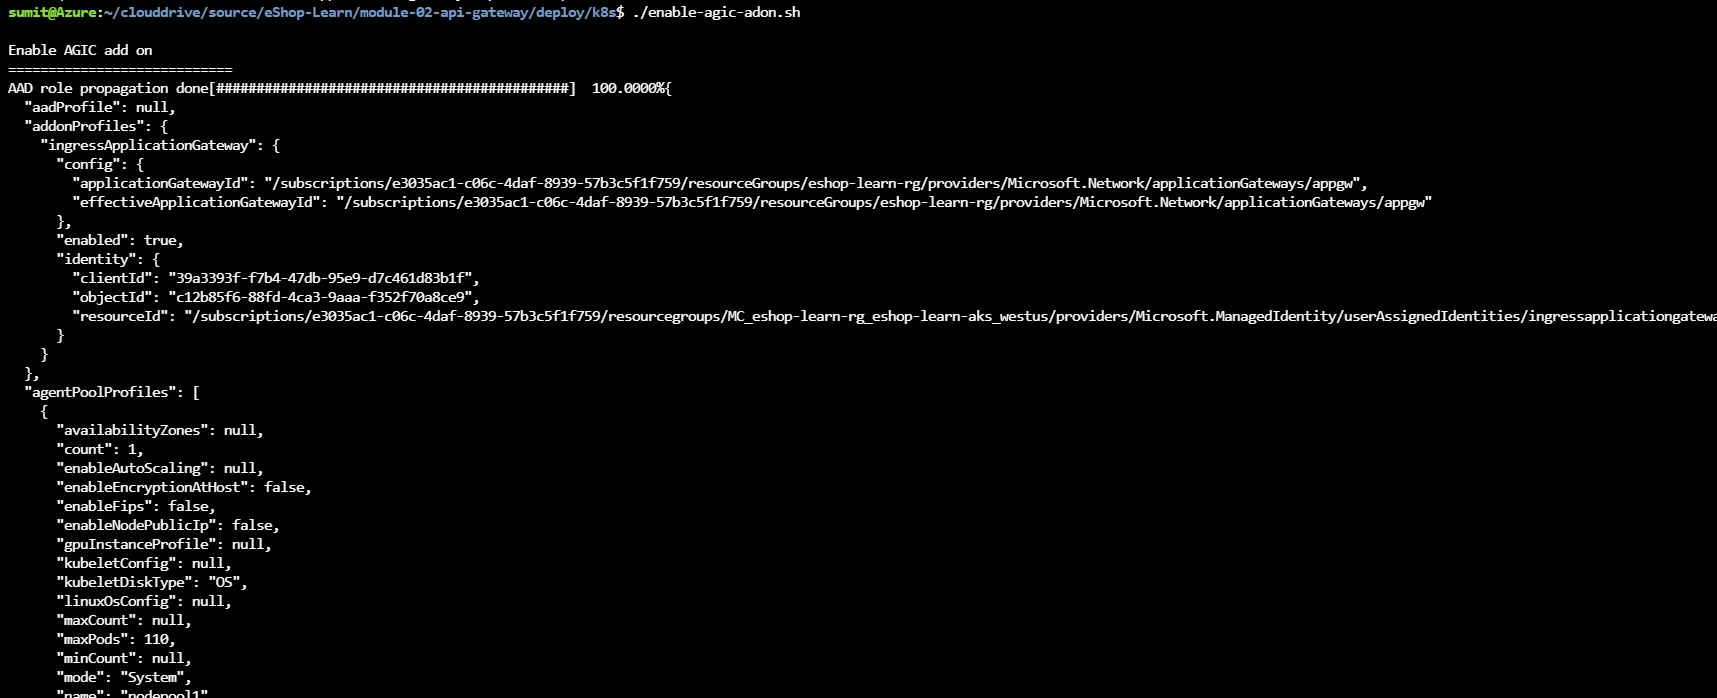 sumit@Azure:~/clouddrive/source/eShop-Learn/module-02-api-gateway/deploy/k8s$ ./enable-agic-adon.sh
Enable AGIC add on
============================
AAD role propagation done[############################################]  100.0000%{
  "aadProfile": null,
  "addonProfiles": {
    "ingressApplicationGateway": {
      "config": {
        "applicationGatewayId": "/subscriptions/e3035ac1-c06c-4daf-8939-57b3c5f1f759/resourceGroups/eshop-learn-rg/providers/Microsoft.Network/applicationGateways/appgw",
        "effectiveApplicationGatewayId": "/subscriptions/e3035ac1-c06c-4daf-8939-57b3c5f1f759/resourceGroups/eshop-learn-rg/providers/Microsoft.Network/applicationGateways/appgw"
      },
      "enabled": true,
      "identity": {
        "clientId": "39a3393f-f7b4-47db-95e9-d7c461d83b1f",
        "objectId": "c12b85f6-88fd-4ca3-9aaa-f352f70a8ce9",
        "resourceId": "/subscriptions/e3035ac1-c06c-4daf-8939-57b3c5f1f759/resourcegroups/MC_eshop-learn-rg_eshop-learn-aks_westus/providers/Microsoft.ManagedIdentity/userAssignedIdentities/ingressapplicationgatewa
      }
    }
  },
  "agentPoolProfiles": [
    {
      "availabilityZones": null,
      "count": 1,
      "enableAutoScaling": null,
      "enableEncryptionAtHost": false,
      "enableFips": false,
      "enableNodePublicIp": false,
      "gpuInstanceProfile": null,
      "kubeletConfig": null,
      "kubeletDiskType": "OS",
      "linuxOsConfig": null,
      "maxCount": null,
      "maxPods": 110,
      "minCount": null,
      "mode": "System",
      "name": "nodepool1"